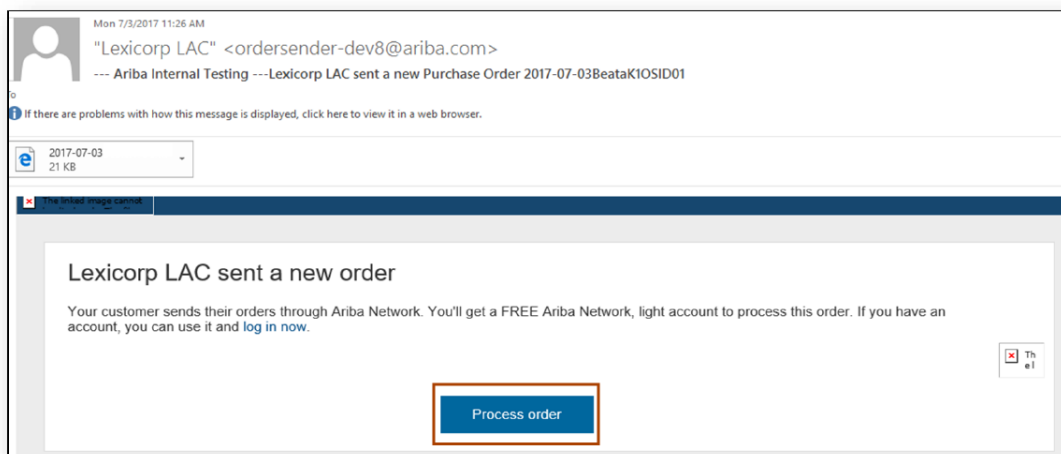 Mon 7/3/2017 11:26 AM
"Lexicorp LAC" <ordersender-dev8@ariba.com>
--- Ariba Internal Testing ---Lexicorp LAC sent a new Purchase Order 2017-07-03BeataK1OSID01
To
If there are problems with how this message is displayed, click here to view it in a web browser.
2017-07-03
21 KB
The linked image cannot
Lexicorp LAC sent a new order
Your customer sends their orders through Ariba Network. You'll get a FREE Ariba Network, light account to process this order. If you have an
account, you can use it and log in now.
Th
e l
Process order